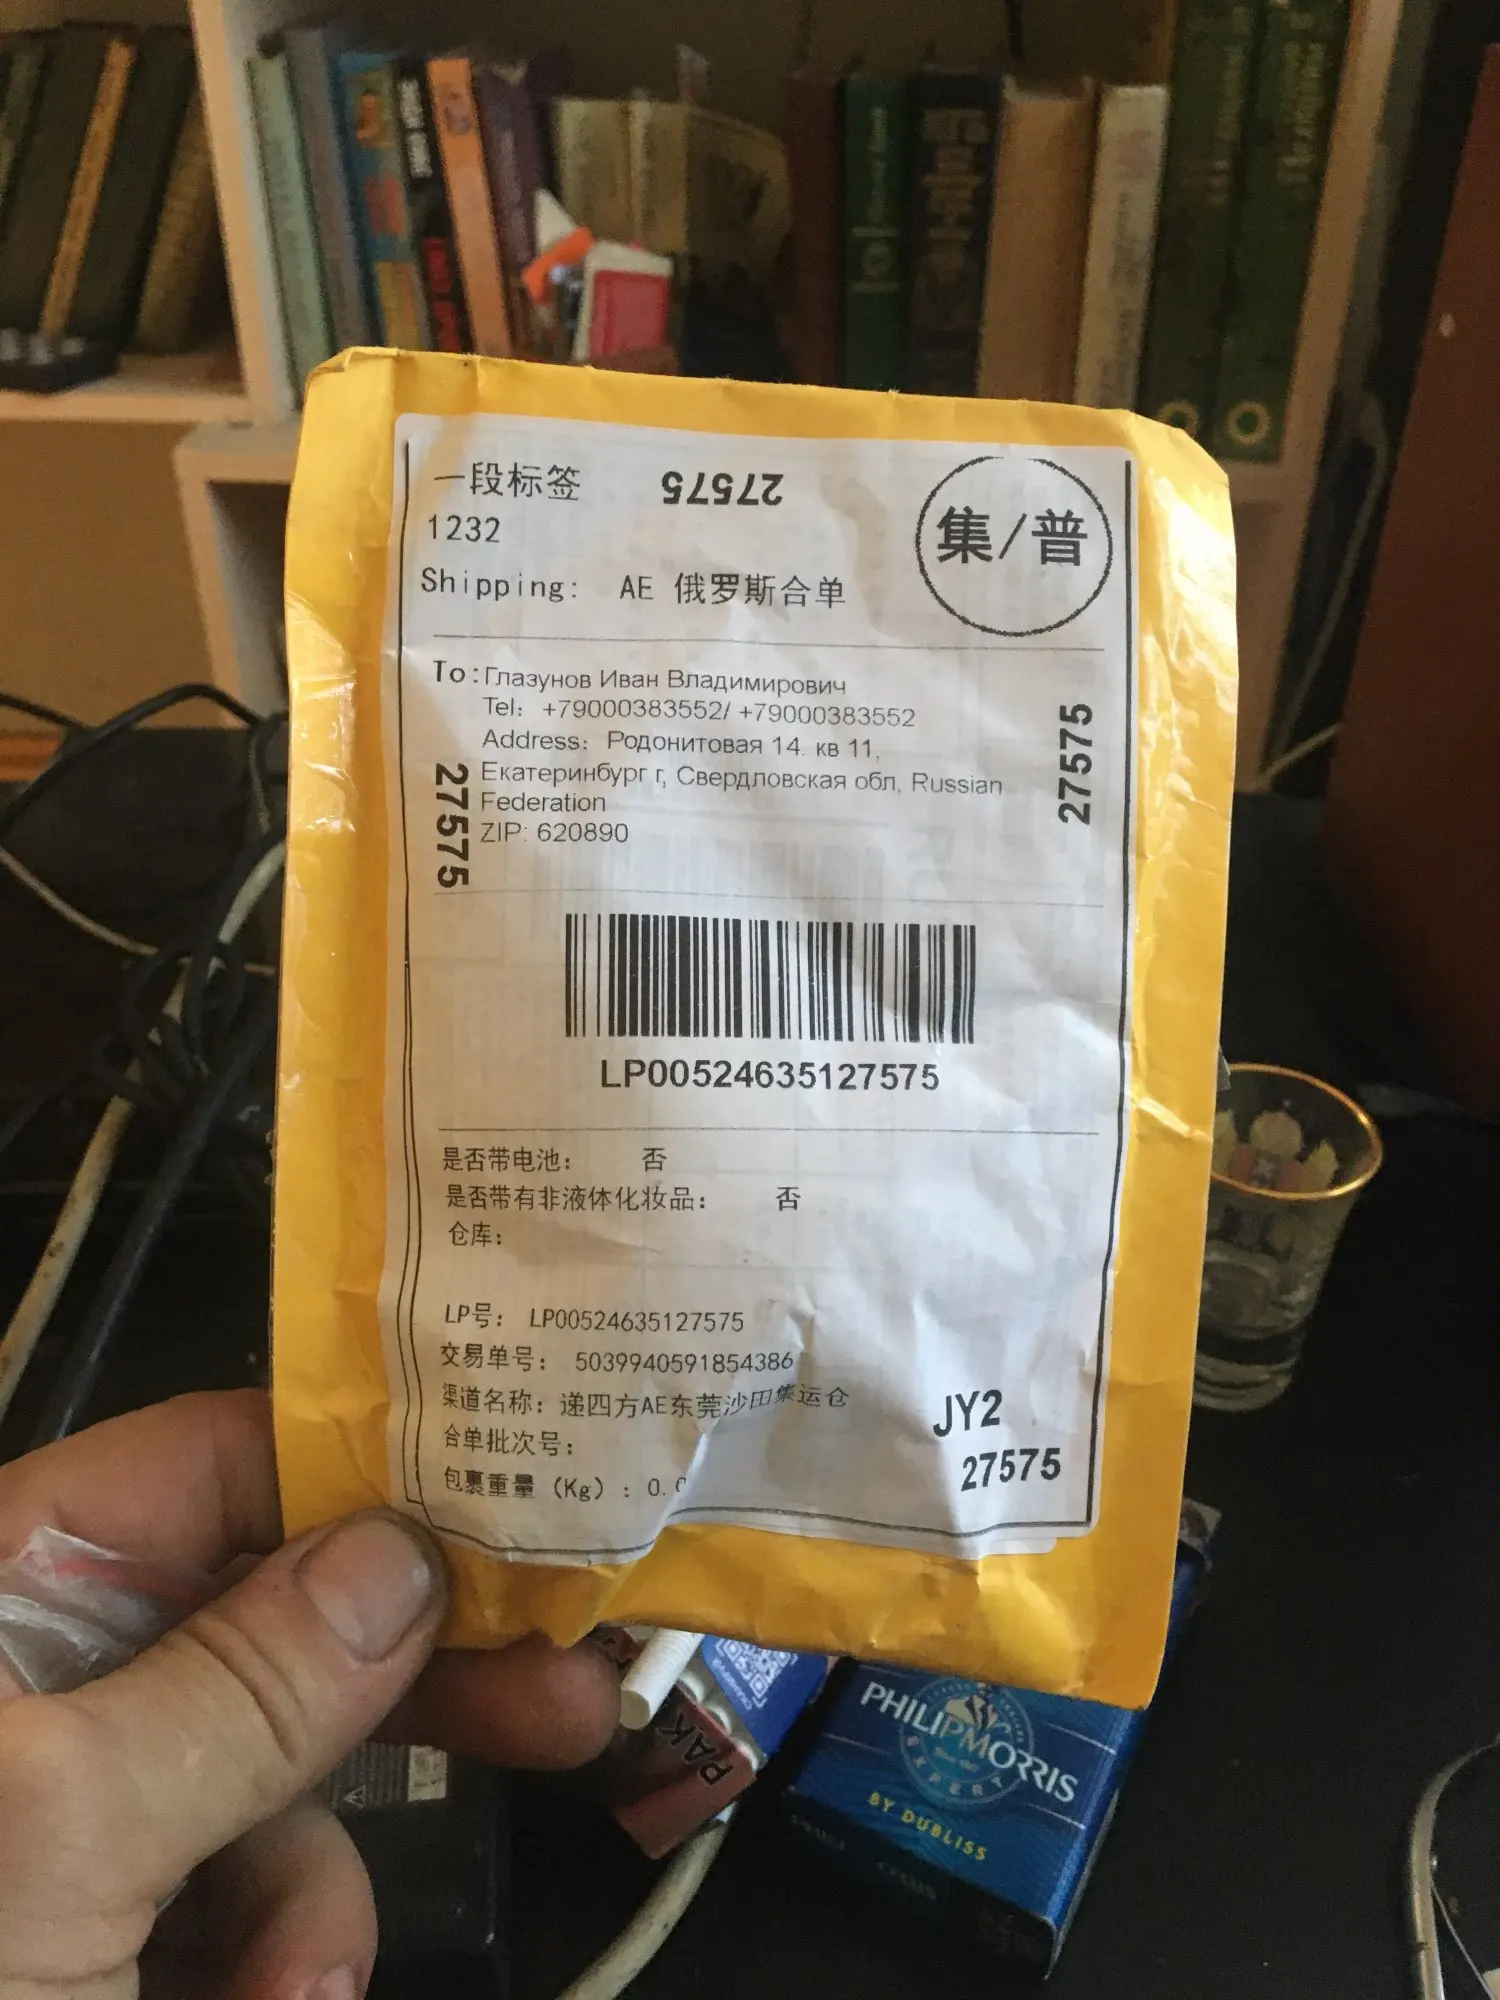 一段标签
27575
集/普
1232
Shipping: AE 俄罗斯合单
To: Глазунов Иван Владимирович
Tel: +79000383552/ +79000383552
Address: Родонитовая 14. кв 11,
Екатеринбург г, Свердловская обл, Russian
Federation
ZIP: 620890
27575
27575
LP00524635127575
是否带电池: 否
是否带有非液体化妆品: 否
仓库:
LP号: LP00524635127575
交易单号: 5039940591854386
渠道名称: 递四方AE东莞沙田集运仓
合单批次号:
包裹重量 (Kg) : 0.
JY2
27575
PAK
PHILIP MORRIS
EXPERT
BY DUBLISS